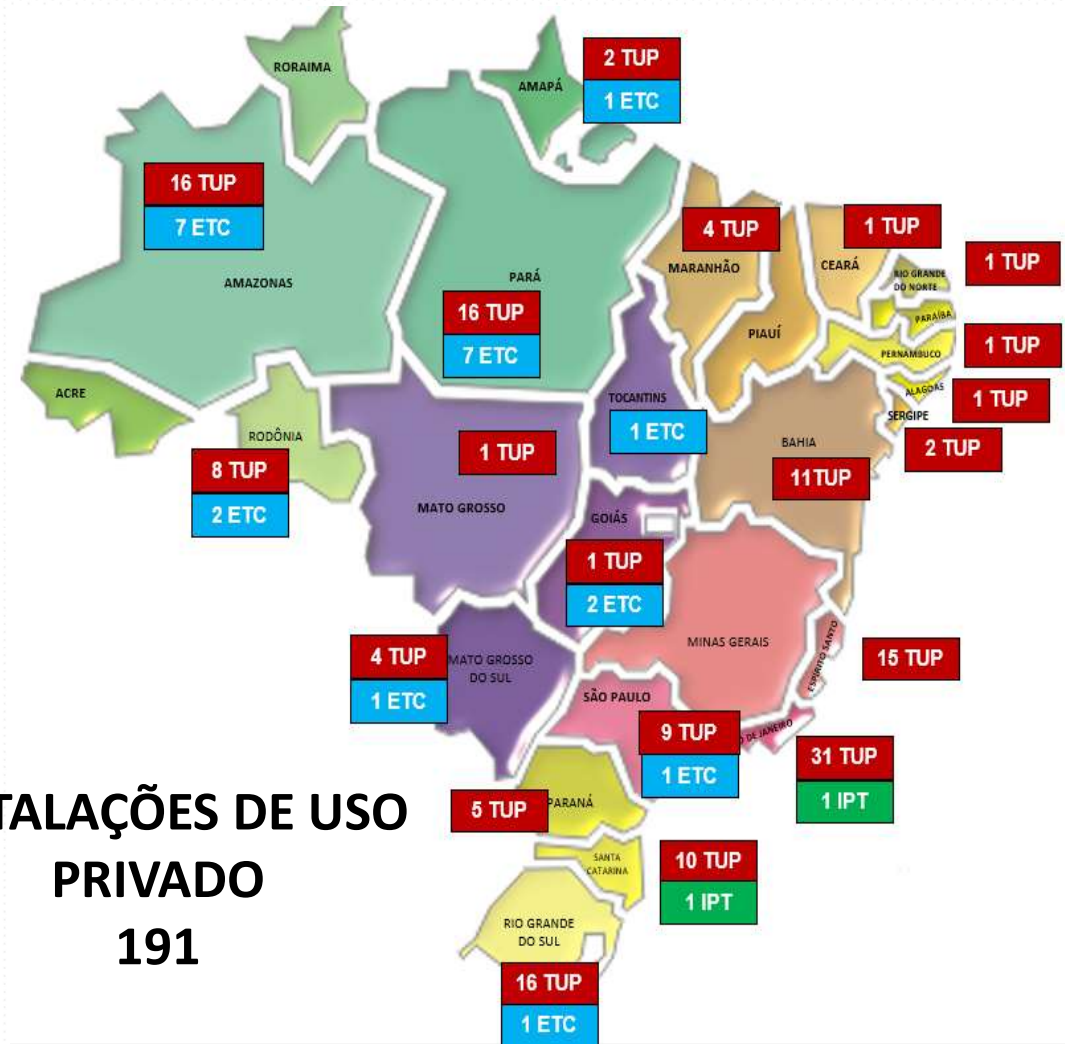 RORAIMA
AMAPÁ
2 TUP
1 ETC
16 TUP
7 ETC
AMAZONAS
PARÁ
16 TUP
7 ETC
4 TUP
MARANHÃO
1 TUP
CEARÁ
1 TUP
RIO GRANDE
DO NORTE
PARAÍBA
PIAUÍ
PERNAMBUCO
1 TUP
ACRE
ALAGOAS
1 TUP
SERGIPE
2 TUP
TOCANTINS
1 ETC
RODÔNIA
8 TUP
2 ETC
1 TUP
MATO GROSSO
BAHIA
11TUP
GOIÁS
1 TUP
2 ETC
MINAS GERAIS
ESPÍRITO SANTO
15 TUP
4 TUP
1 ETC
MATO GROSSO
DO SUL
SÃO PAULO
9 TUP
1 ETC
O DE JANEIRO
31 TUP
1 IPT
5 TUP
PARANÁ
SANTA
CATARINA
10 TUP
1 IPT
RIO GRANDE
DO SUL
16 TUP
1 ETC
TALAÇÕES DE USO
PRIVADO
191